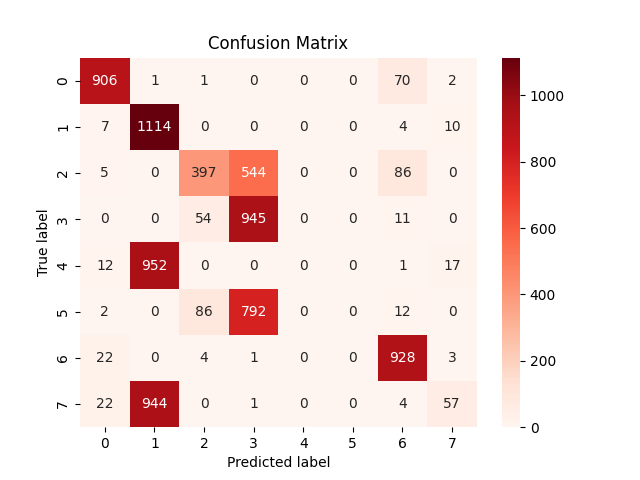 Confusion Matrix
0 906 1 1 0 0 0 70 2
1 7 1114 0 0 0 0 4 10
2 5 0 397 544 0 0 86 0
3 0 0 54 945 0 0 11 0
4 12 952 0 0 0 0 1 17
5 2 0 86 792 0 0 12 0
6 22 0 4 1 0 0 928 3
7 22 944 0 1 0 0 4 57
0 1 2 3 4 5 6 7
True label
Predicted label
1000
800
600
400
200
0